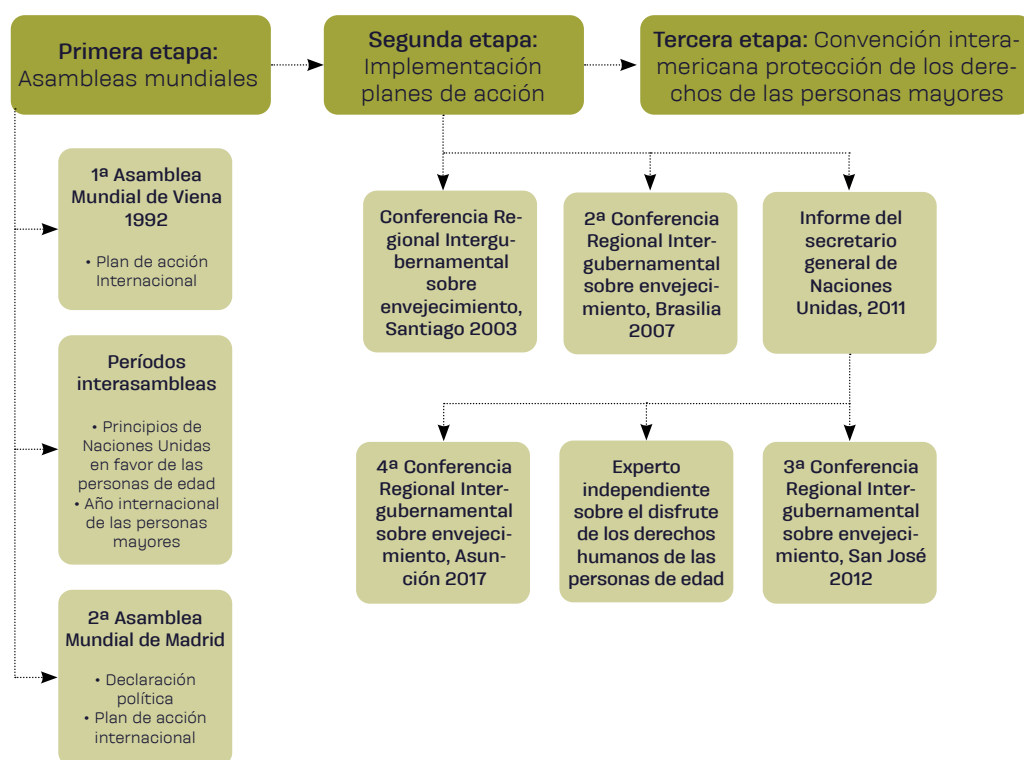 Primera etapa:
Asambleas mundiales
Segunda etapa:
Implementación
planes de acción
Tercera etapa: Convención intera-
mericana protección de los dere-
chos de las personas mayores
1ª Asamblea
Mundial de Viena
1992
• Plan de acción
Internacional
Períodos
interasambleas
• Principios de
Naciones Unidas
en favor de las
personas de edad
• Año internacional
de las personas
mayores
2ª Asamblea
Mundial de Madrid
• Declaración
política
• Plan de acción
internacional
Conferencia Re-
gional Intergu-
bernamental
sobre
envejecimiento,
Santiago 2003
2ª Conferencia
Regional Inter-
gubernamental
sobre envejeci-
miento, Brasilia
2007
Informe del
secretario
general de
Naciones
Unidas, 2011
4ª Conferencia
Regional Inter-
gubernamental
sobre envejeci-
miento, Asun-
ción 2017
Experto
independiente
sobre el disfrute
de los derechos
humanos de las
personas de edad
3ª Conferencia
Regional Inter-
gubernamental
sobre envejeci-
miento, San José
2012